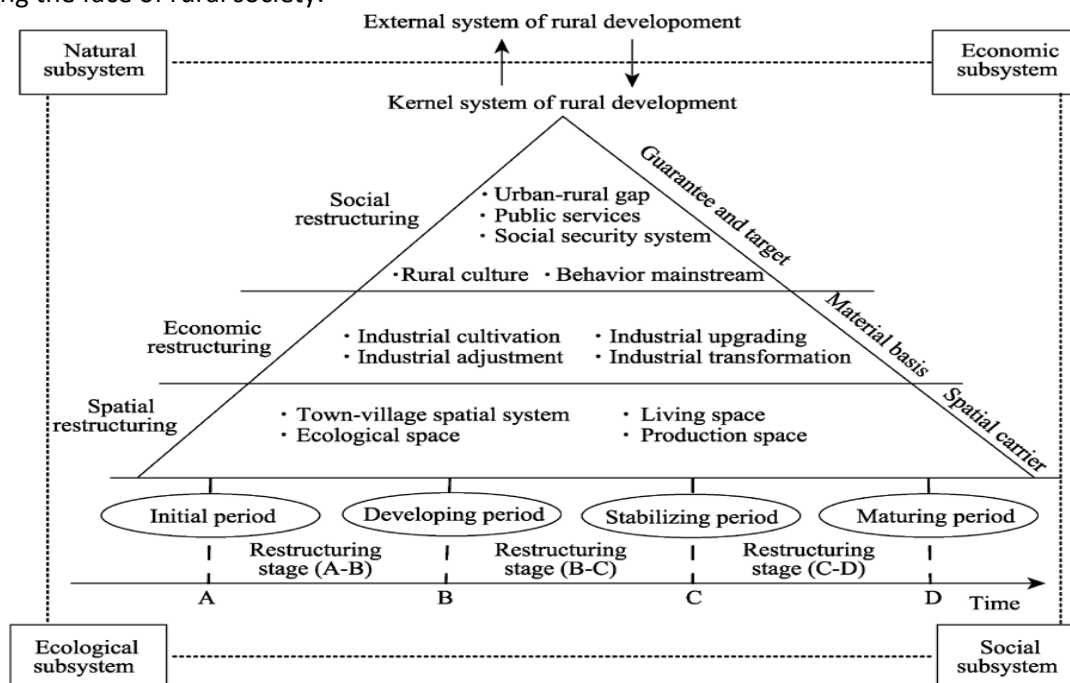 ng the face of rural society.
External system of rural developoment
Natural
subsystem
Economic
subsystem
Kernel system of rural development
Guarantee and target
Social
restructuring
· Urban-rural gap
· Public services
· Social security system
· Rural culture · Behavior mainstream
Material basis
Economic
restructuring
· Industrial cultivation · Industrial upgrading
· Industrial adjustment · Industrial transformation
Spatial carrier
Spatial
restructuring
· Town-village spatial system · Living space
· Ecological space · Production space
Initial period Developing period Stabilizing period Maturing period
Restructuring
stage (A-B)
Restructuring
stage (B-C)
Restructuring
stage (C-D)
A B C D Time
Ecological
subsystem
Social
subsystem